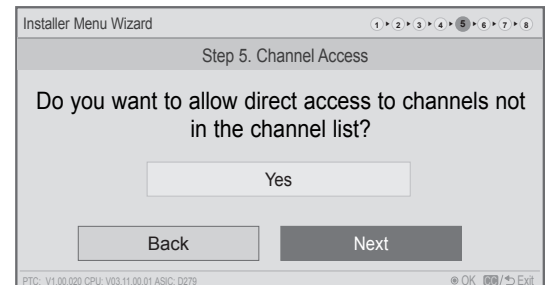 Installer Menu Wizard 1 2 3 4 5 6 7 8
Step 5. Channel Access
Do you want to allow direct access to channels not
in the channel list?
Yes
Back Next
PTC: V1.00.020 CPU: V03.11.00.01 ASIC: D279 OK CC / Exit